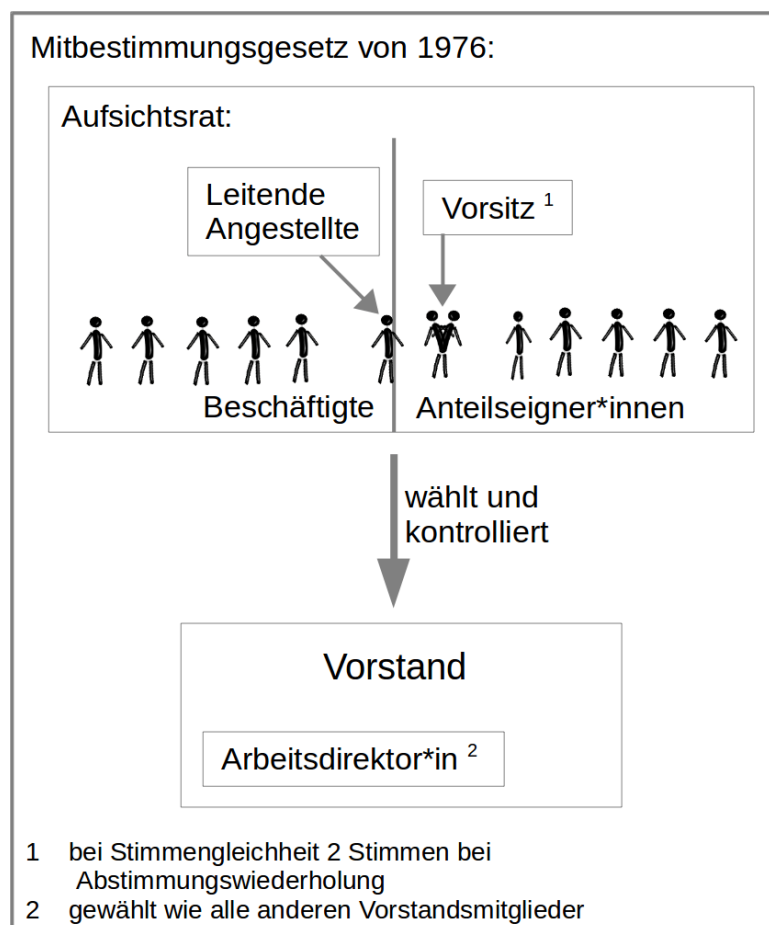 Mitbestimmungsgesetz von 1976:
Aufsichtsrat:
Leitende
Angestellte
Vorsitz 1
Beschäftigte
Anteilseigner*innen
wählt und
kontrolliert
Vorstand
Arbeitsdirektor*in 2
1 bei Stimmengleichheit 2 Stimmen bei
Abstimmungswiederholung
2 gewählt wie alle anderen Vorstandsmitglieder